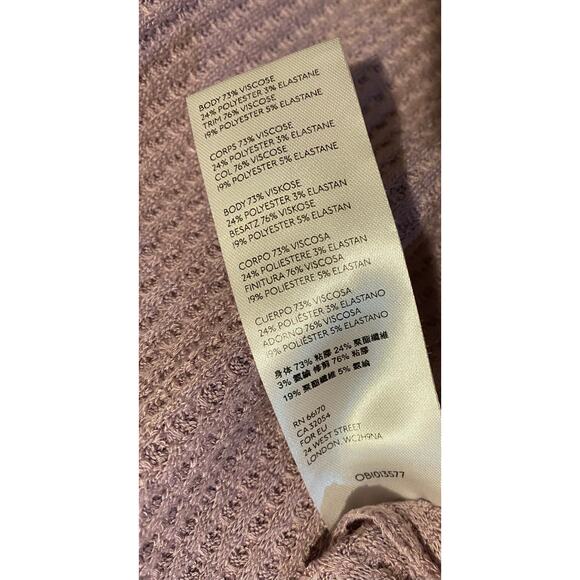 BODY 73% VISCOSE
24% POLYESTER 3% ELASTANE
TRIM 76% VISCOSE
19% POLYESTER 5% ELASTANE
CORPS 73% VISCOSE
24% POLYESTER 3% ELASTANE
COL 76% VISCOSE
19% POLYESTER 5% ELASTANE
BODY 73% VISKOSE
24% POLYESTER 3% ELASTAN
BESATZ 76% VISKOSE
19% POLYESTER 5% ELASTAN
CORPO 73% VISCOSA
24% POLIESTERE 3% ELASTAN
FINITURA 76% VISCOSA
19% POLIESTERE 5% ELASTAN
CUERPO 73% VISCOSA
24% POLIÉSTER 3% ELASTANO
ADORNO 76% VISCOSA
19% POLIÉSTER 5% ELASTANO
身体 73% 粘膠 24% 聚酯纖維
3% 氨綸 修剪 76% 粘膠
19% 聚酯纖維 5% 氨綸
RN 66170
CA 32054
FOR EU
24 WEST STREET
LONDON. WC2H9NA
OB1013577